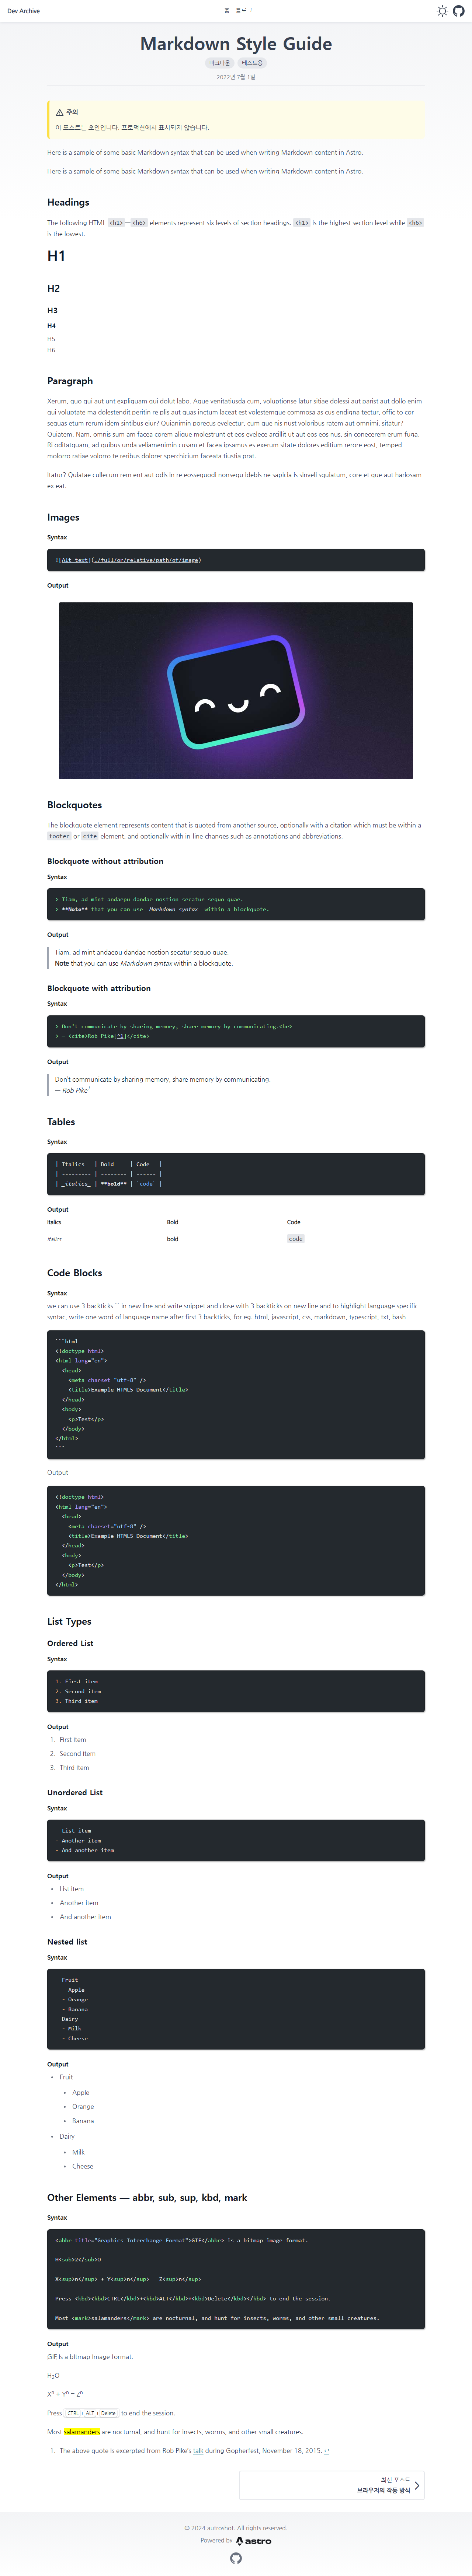 Dev Archive
홈 블로그
Markdown Style Guide
마크다운 테스트용
2022년 7월 1일
주의
이 포스트는 초안입니다. 프로덕션에서 표시되지 않습니다.
Here is a sample of some basic Markdown syntax that can be used when writing Markdown content in Astro.
Here is a sample of some basic Markdown syntax that can be used when writing Markdown content in Astro.
Headings
The following HTML <h1>—<h6> elements represent six levels of section headings. <h1> is the highest section level while <h6>
is the lowest.
H1
H2
H3
H4
H5
H6
Paragraph
Xerum, quo qui aut unt expliquam qui dolut labo. Aque venitatiusda cum, voluptionse latur sitiae dolessi aut parist aut dollo enim
qui voluptate ma dolestendit peritin re plis aut quas inctum laceat est volestemque commosa as cus endigna tectur, offic to cor
sequas etum rerum idem sintibus eiur? Quianimin porecus evelectur, cum que nis nust voloribus ratem aut omnimi, sitatur?
Quiatem. Nam, omnis sum am facea corem alique molestrunt et eos evelece arcillit ut aut eos eos nus, sin conecerem erum fuga.
Ri oditatquam, ad quibus unda veliamenimin cusam et facea ipsamus es exerum sitate dolores editium rerore eost, temped
molorro ratiae volorro te reribus dolorer sperchicium faceata tiustia prat.
Itatur? Quiatae cullecum rem ent aut odis in re eossequodi nonsequ idebis ne sapicia is sinveli squiatum, core et que aut hariosam
ex eat.
Images
Syntax
![Alt text](./full/or/relative/path/of/image)
Output
Blockquotes
The blockquote element represents content that is quoted from another source, optionally with a citation which must be within a
footer or cite element, and optionally with in-line changes such as annotations and abbreviations.
Blockquote without attribution
Syntax
> Tiam, ad mint andaepu dandae nostion secatur sequo quae.
> **Note** that you can use _Markdown syntax_ within a blockquote.
Output
Tiam, ad mint andaepu dandae nostion secatur sequo quae.
Note that you can use Markdown syntax within a blockquote.
Blockquote with attribution
Syntax
> Don't communicate by sharing memory, share memory by communicating.<br>
> — <cite>Rob Pike[^1]</cite>
Output
Don't communicate by sharing memory, share memory by communicating.
— Rob Pike1
Tables
Syntax
| Italics   | Bold     | Code   |
| --------- | -------- | ------ |
| _italics_ | **bold** | `code` |
Output
Italics Bold Code
italics bold code
Code Blocks
Syntax
we can use 3 backticks ``` in new line and write snippet and close with 3 backticks on new line and to highlight language specific
syntac, write one word of language name after first 3 backticks, for eg. html, javascript, css, markdown, typescript, txt, bash
```html
<!doctype html>
<html lang="en">
  <head>
    <meta charset="utf-8" />
    <title>Example HTML5 Document</title>
  </head>
  <body>
    <p>Test</p>
  </body>
</html>
```
Output
<!doctype html>
<html lang="en">
  <head>
    <meta charset="utf-8" />
    <title>Example HTML5 Document</title>
  </head>
  <body>
    <p>Test</p>
  </body>
</html>
List Types
Ordered List
Syntax
1. First item
2. Second item
3. Third item
Output
1. First item
2. Second item
3. Third item
Unordered List
Syntax
- List item
- Another item
- And another item
Output
• List item
• Another item
• And another item
Nested list
Syntax
- Fruit
  - Apple
  - Orange
  - Banana
- Dairy
  - Milk
  - Cheese
Output
• Fruit
• Apple
• Orange
• Banana
• Dairy
• Milk
• Cheese
Other Elements — abbr, sub, sup, kbd, mark
Syntax
<abbr title="Graphics Interchange Format">GIF</abbr> is a bitmap image format.
H<sub>2</sub>O
X<sup>n</sup> + Y<sup>n</sup> = Z<sup>n</sup>
Press <kbd><kbd>CTRL</kbd>+<kbd>ALT</kbd>+<kbd>Delete</kbd></kbd> to end the session.
Most <mark>salamanders</mark> are nocturnal, and hunt for insects, worms, and other small creatures.
Output
GIF is a bitmap image format.
H2O
Xn + Yn = Zn
Press CTRL + ALT + Delete to end the session.
Most salamanders are nocturnal, and hunt for insects, worms, and other small creatures.
1. The above quote is excerpted from Rob Pike's talk during Gopherfest, November 18, 2015. ↩
최신 포스트
브라우저의 작동 방식
© 2024 autroshot. All rights reserved.
Powered by astro